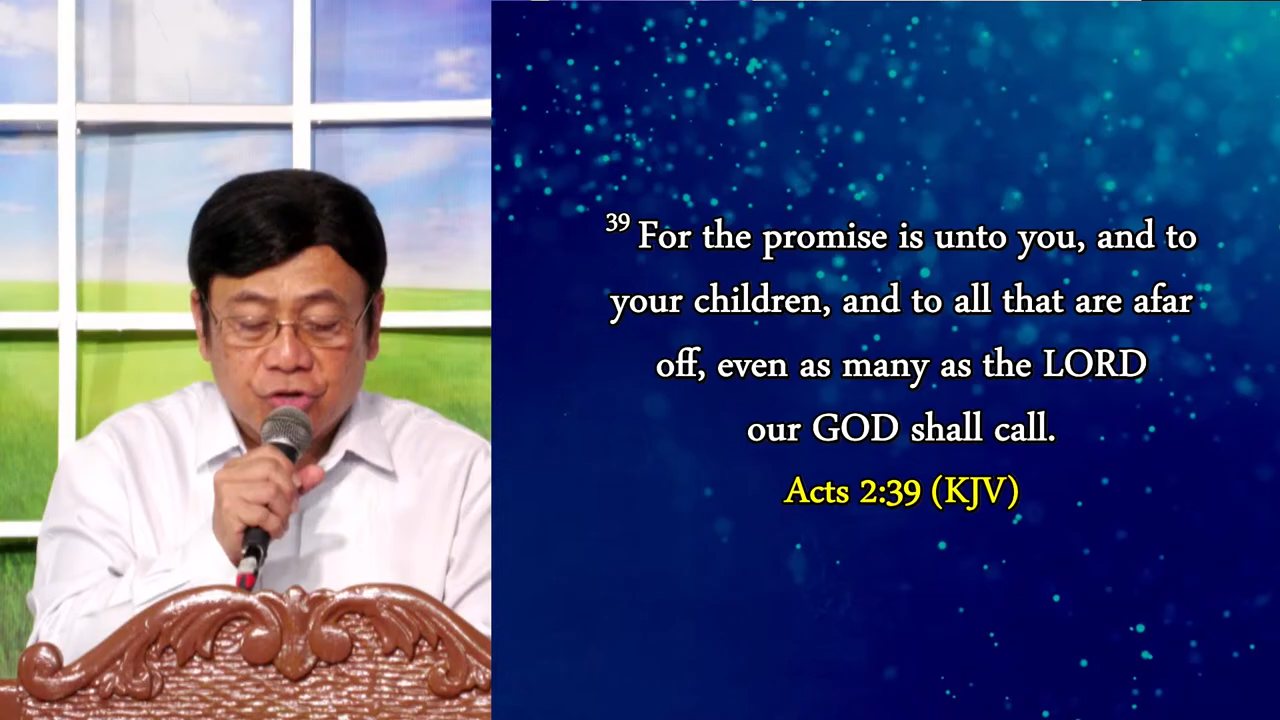 39 For the promise is unto you, and to
your children, and to all that are afar
off, even as many as the LORD
our GOD shall call.
Acts 2:39 (KJV)